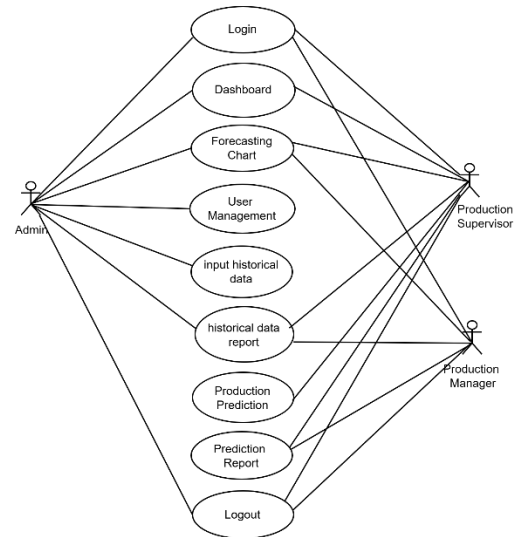 Login
Dashboard
Forecasting
Chart
User
Management
Admin
Production
Supervisor
input historical
data
historical data
report
Production
Manager
Production
Prediction
Prediction
Report
Logout